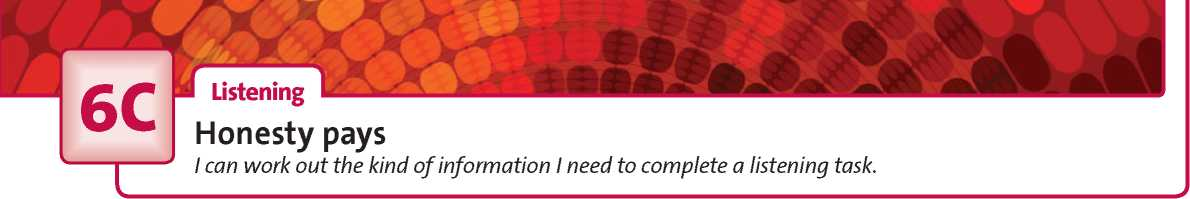 6C
Listening
Honesty pays
I can work out the kind of information I need to complete a listening task.